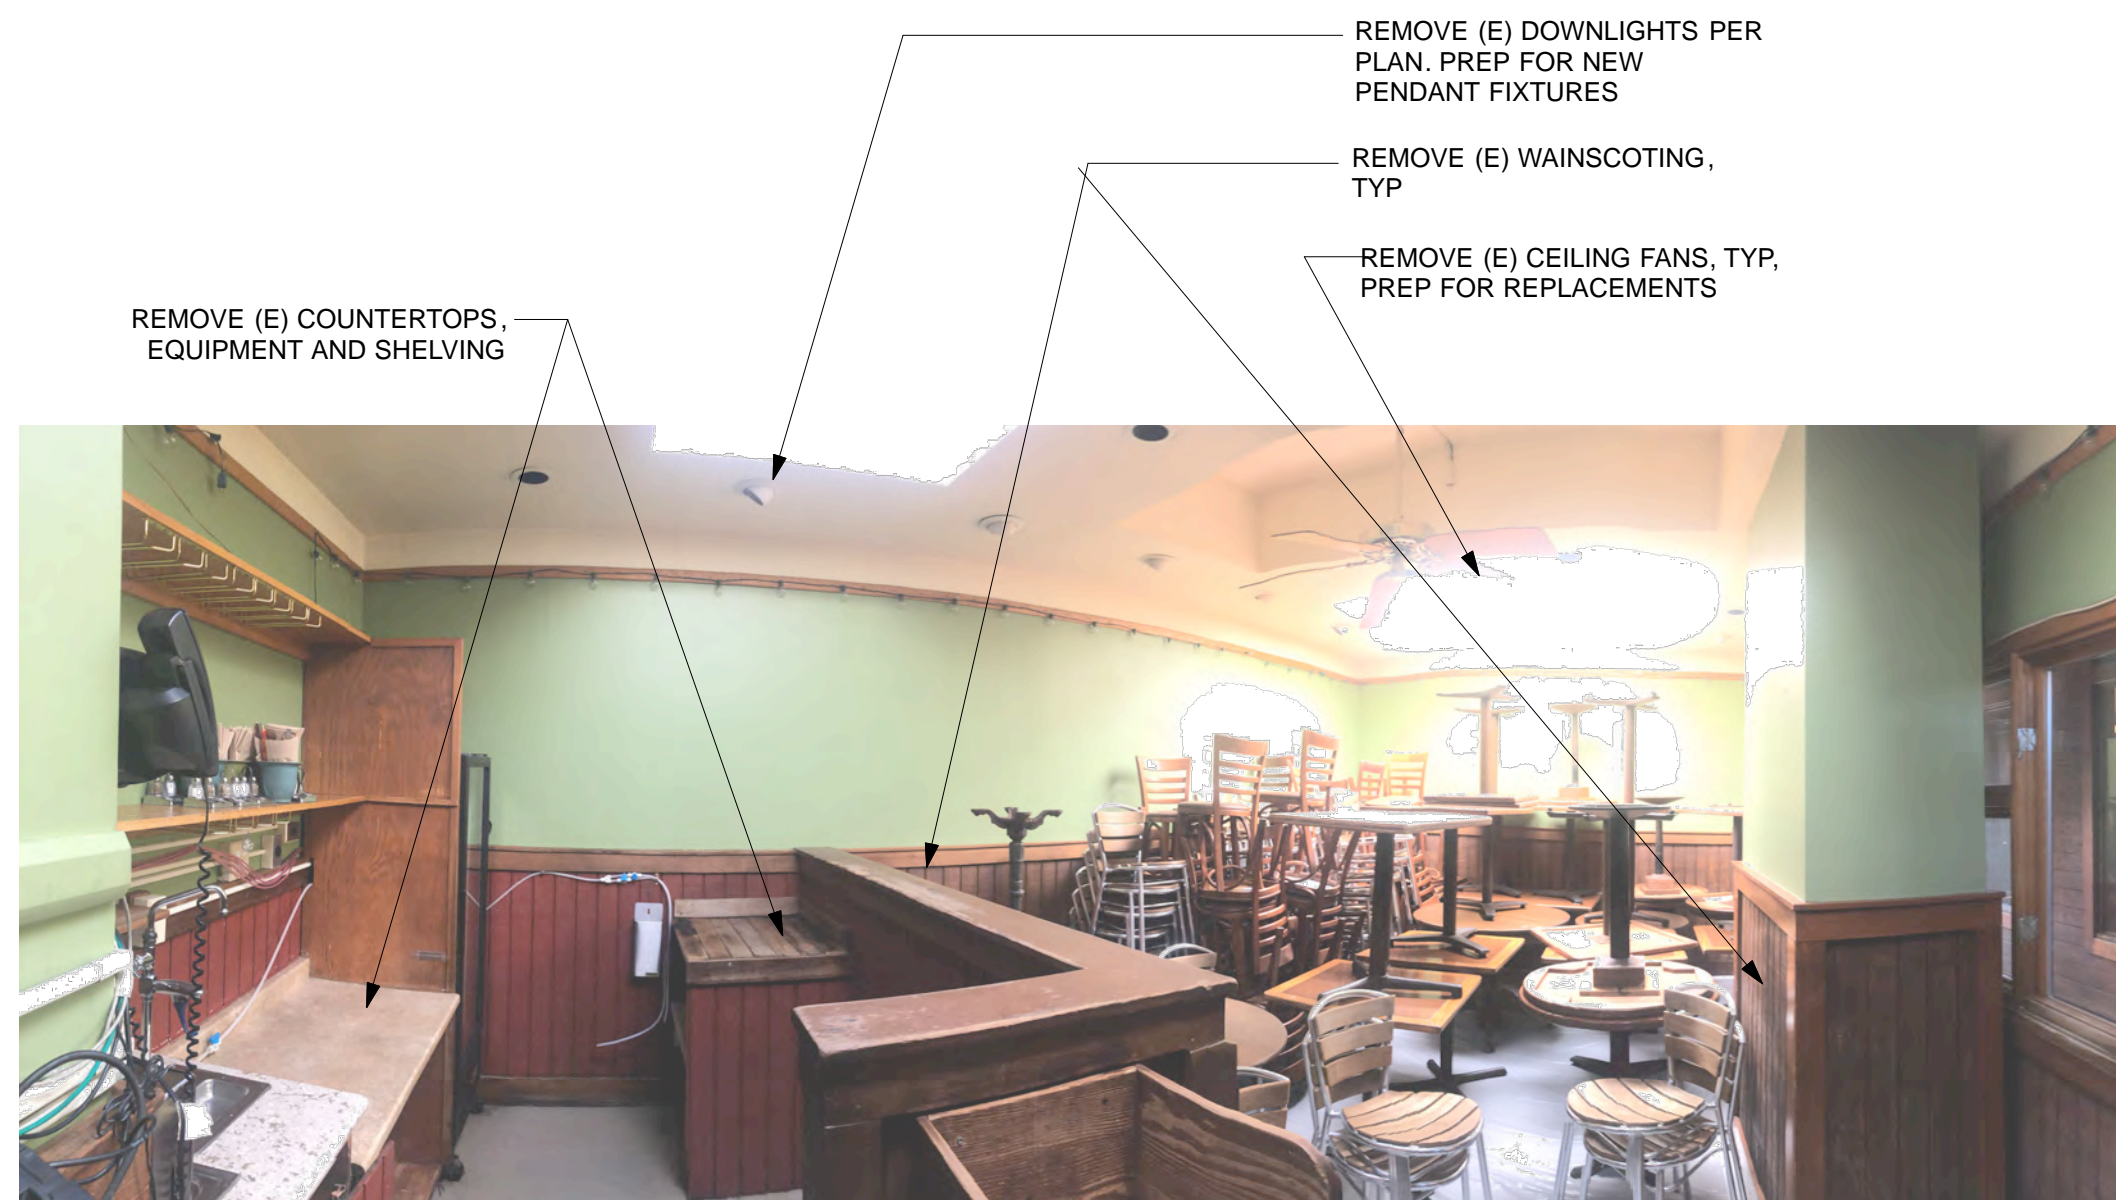 REMOVE (E) DOWNLIGHTS PER
PLAN. PREP FOR NEW
PENDANT FIXTURES
REMOVE (E) WAINSCOTING,
TYP
REMOVE (E) CEILING FANS, TYP,
PREP FOR REPLACEMENTS
REMOVE (E) COUNTERTOPS,
EQUIPMENT AND SHELVING